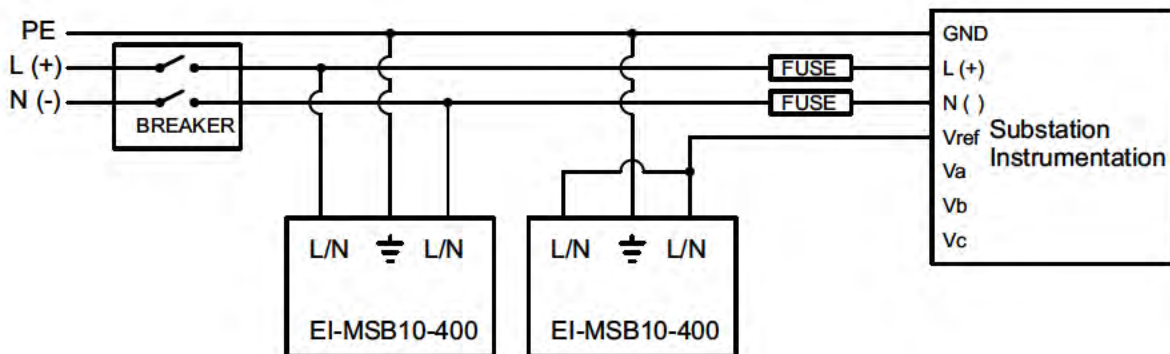 PE
L (+)
N (-)
BREAKER
FUSE
FUSE
GND
L (+)
N ( )
Vref
Va
Vb
Vc
Substation
Instrumentation
L/N
L/N
EI-MSB10-400
L/N
L/N
EI-MSB10-400